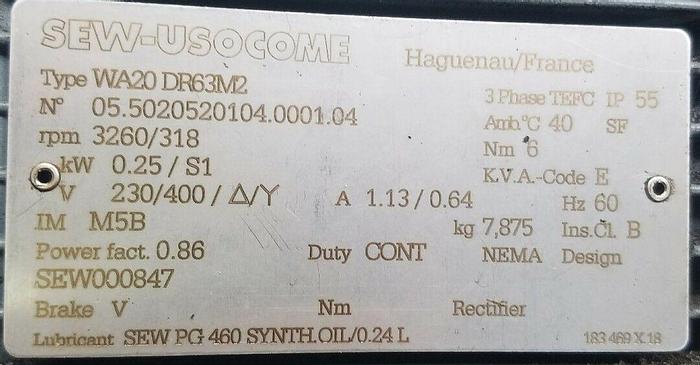 SEW-USOCOME Haguenau/France
Type WA20 DR63M2 3 Phase TEFC IP 55
Nº 05.5020520104.0001.04 Amb.ºC 40 SF
rpm 3260/318 Nm 6
kW 0.25 / S1 K.V.A.-Code E
V 230/400 / Δ/Y A 1.13 / 0.64 Hz 60
IM M5B kg 7,875 Ins.Cl. B
Power fact. 0.86 Duty CONT NEMA Design
SEW000847
Brake V Nm Rectifier
Lubricant SEW PG 460 SYNTH.OIL/0.24 L 183 469 X.18